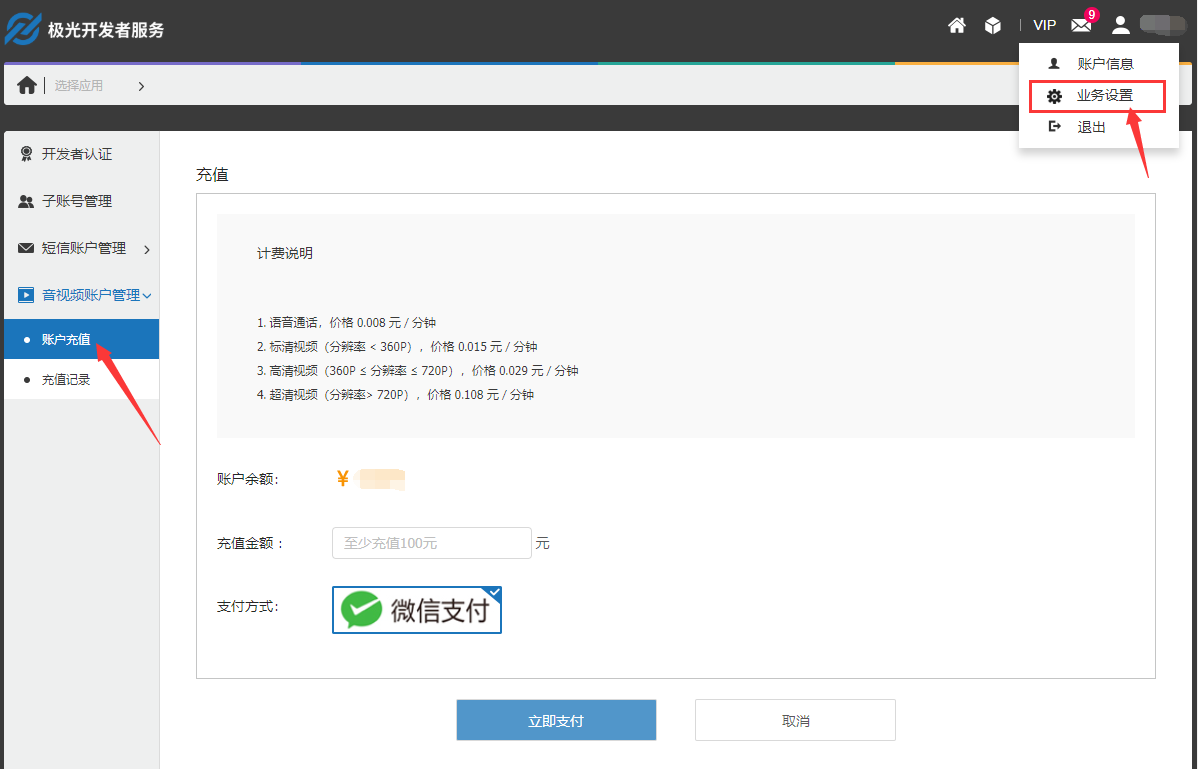 极光开发者服务
VIP
9
账户信息
业务设置
退出
选择应用
开发者认证
子账号管理
短信账户管理
音视频账户管理
账户充值
充值记录
充值
计费说明
1. 语音通话，价格 0.008 元 / 分钟
2. 标清视频（分辨率 < 360P），价格 0.015 元 / 分钟
3. 高清视频（360P ≤ 分辨率 ≤ 720P），价格 0.029 元 / 分钟
4. 超清视频（分辨率> 720P），价格 0.108 元 / 分钟
账户余额:
¥
充值金额：
至少充值100元
元
支付方式:
微信支付
立即支付
取消